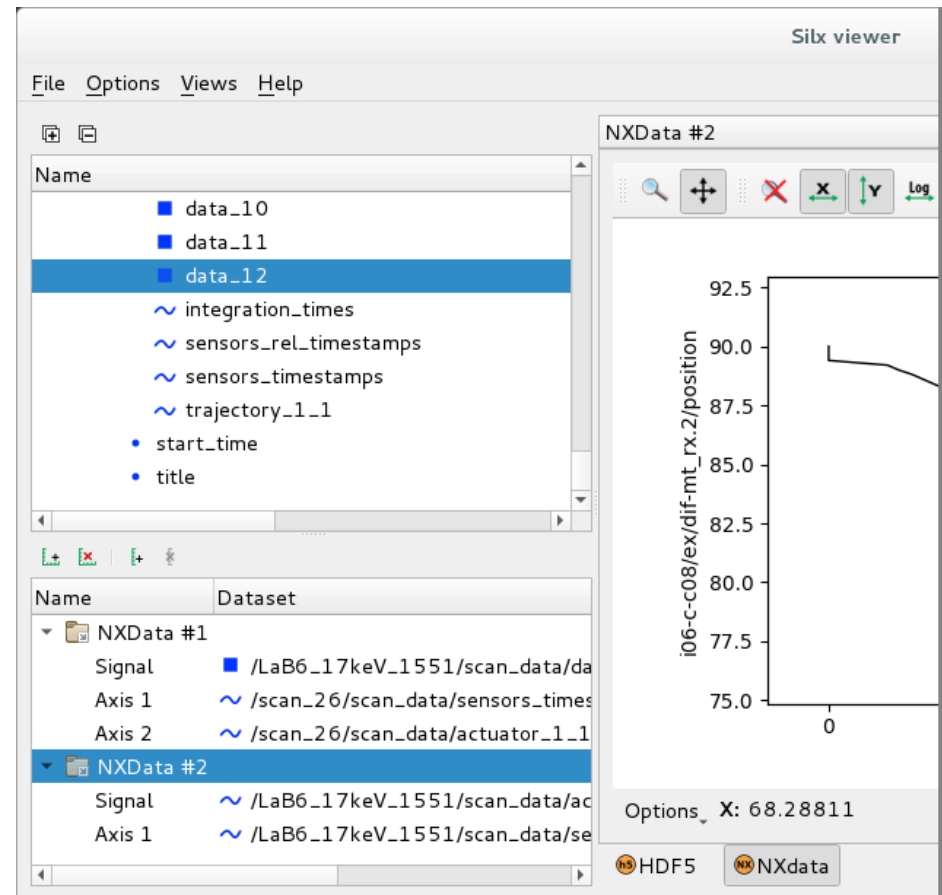 Silx viewer
File Options Views Help
Name
data_10
data_11
data_12
integration_times
sensors_rel_timestamps
sensors_timestamps
trajectory_1_1
start_time
title
Name Dataset
NXData #1
Signal /LaB6_17keV_1551/scan_data/da
Axis 1 /scan_26/scan_data/sensors_times
Axis 2 /scan_26/scan_data/actuator_1_1
NXData #2
Signal /LaB6_17keV_1551/scan_data/ac
Axis 1 /LaB6_17keV_1551/scan_data/se
NXData #2
X Y Log
i06-c-c08/ex/dif-mt_rx.2/position
92.5
90.0
87.5
85.0
82.5
80.0
77.5
75.0
0
Options X: 68.28811
h5 HDF5 NX NXdata